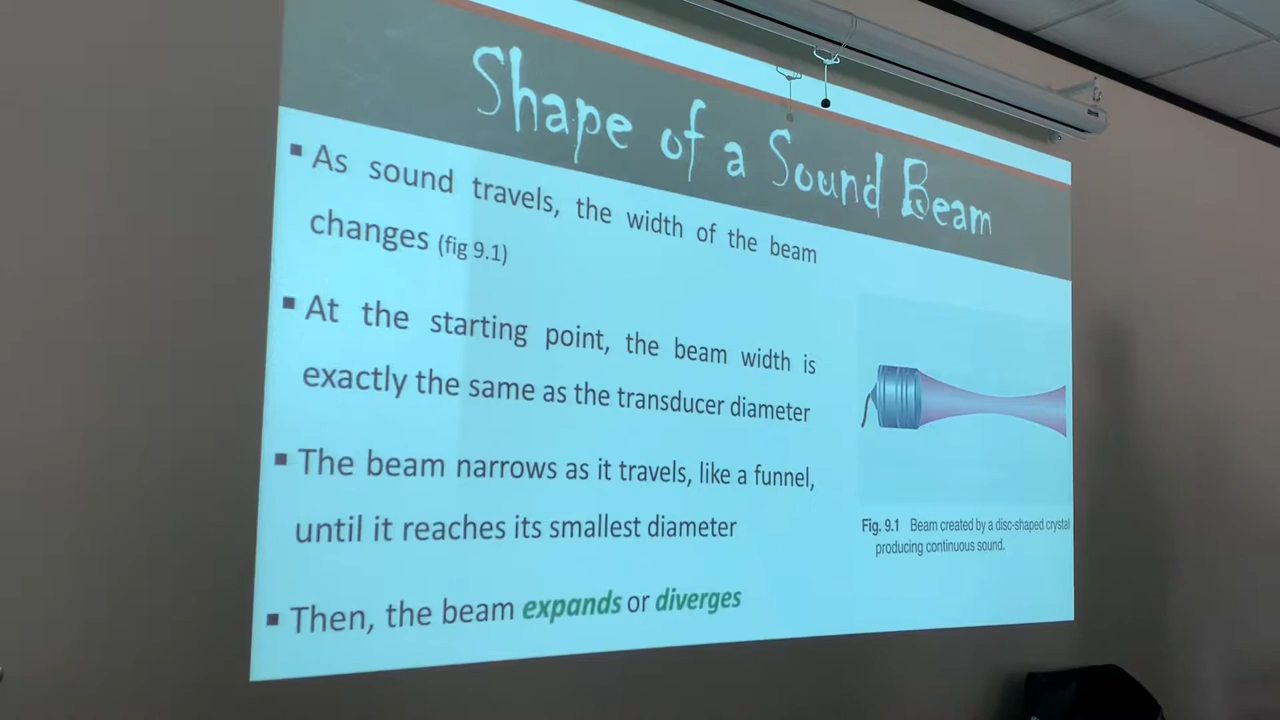 Shape of a Sound Beam
▪ As sound travels, the width of the beam
changes (fig 9.1)
▪ At the starting point, the beam width is
exactly the same as the transducer diameter
▪ The beam narrows as it travels, like a funnel,
until it reaches its smallest diameter
▪ Then, the beam expands or diverges
Fig. 9.1 Beam created by a disc-shaped crystal
producing continuous sound.